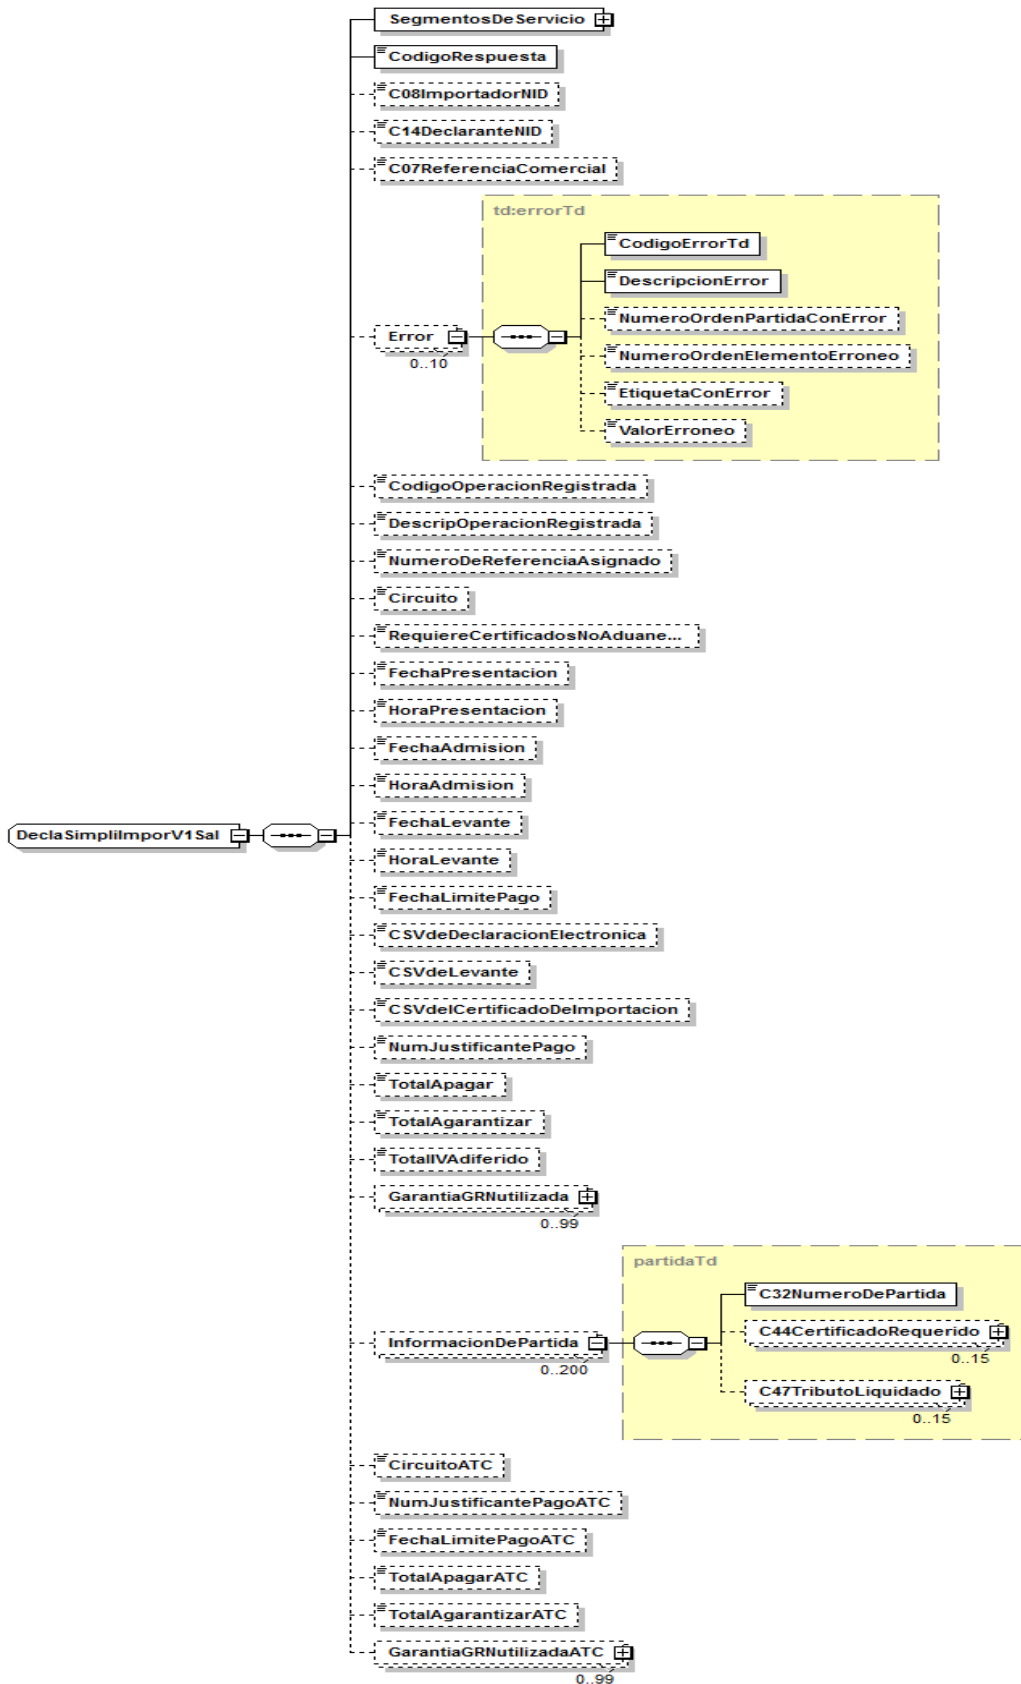 SegmentosDeServicio
CodigoRespuesta
C08ImportadorNID
C14DeclaranteNID
C07ReferenciaComercial
td:errorTd
CodigoErrorTd
DescripcionError
NumeroOrdenPartidaConError
Error
0..10
NumeroOrdenElementoErroneo
EtiquetaConError
ValorErroneo
CodigoOperacionRegistrada
DescripOperacionRegistrada
NumeroDeReferenciaAsignado
Circuito
RequiereCertificadosNoAduane...
FechaPresentacion
HoraPresentacion
FechaAdmision
HoraAdmision
FechaLevante
DeclaSimpliImporV1Sal
HoraLevante
FechaLimitePago
CSVdeDeclaracionElectronica
CSVdeLevante
CSVdelCertificadoDeImportacion
NumJustificantePago
TotalApagar
TotalAgarantizar
TotalIVAdiferido
GarantiaGRNutilizada
0..99
partidaTd
C32NumeroDePartida
C44CertificadoRequerido
0..15
InformacionDePartida
0..200
C47TributoLiquidado
0..15
CircuitoATC
NumJustificantePagoATC
FechaLimitePagoATC
TotalApagarATC
TotalAgarantizarATC
GarantiaGRNutilizadaATC
0..99